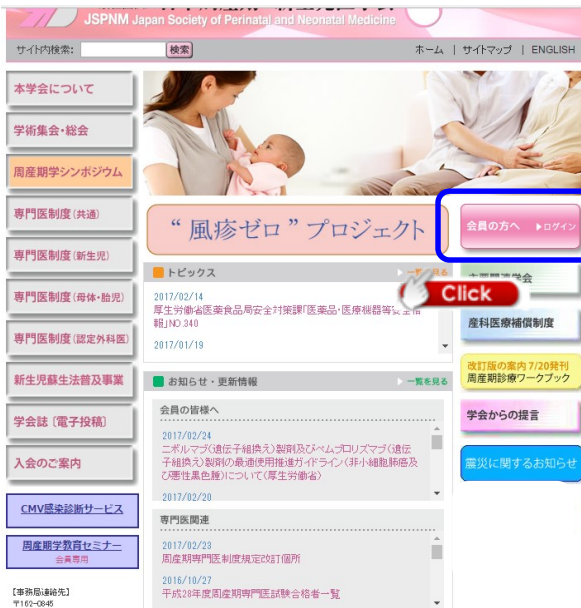 JSPNM Japan Society of Perinatal and Neonatal Medicine
サイト内検索: 検索 ホーム | サイトマップ | ENGLISH
本学会について
学術集会・総会
周産期学シンポジウム
専門医制度(共通)
専門医制度(新生児)
専門医制度(母体・胎児)
専門医制度(認定外科医)
新生児蘇生法普及事業
学会誌〔電子投稿〕
入会のご案内
CMV感染診断サービス
周産期学教育セミナー
会員専用
【事務局連絡先】
〒162-0845
“風疹ゼロ”プロジェクト
トピックス
2017/02/14
厚生労働省医薬食品局安全対策課「医薬品・医療機器等安全情
報」NO.340
2017/01/19
お知らせ・更新情報 一覧を見る
会員の皆様へ
2017/02/24
ニボルマブ(遺伝子組換え)製剤及びペムブロリズマブ(遺伝
子組換え)製剤の最適使用推進ガイドライン(非小細胞肺癌及
び悪性黒色腫)について(厚生労働省)
2017/02/20
専門医関連
2017/02/23
周産期専門医制度規定改訂個所
2016/10/27
平成28年度周産期専門医試験合格者一覧
会員の方へ ▶ログイン
Click
産科医療補償制度
改訂版の案内 7/20発刊
周産期診療ワークブック
学会からの提言
震災に関するお知らせ